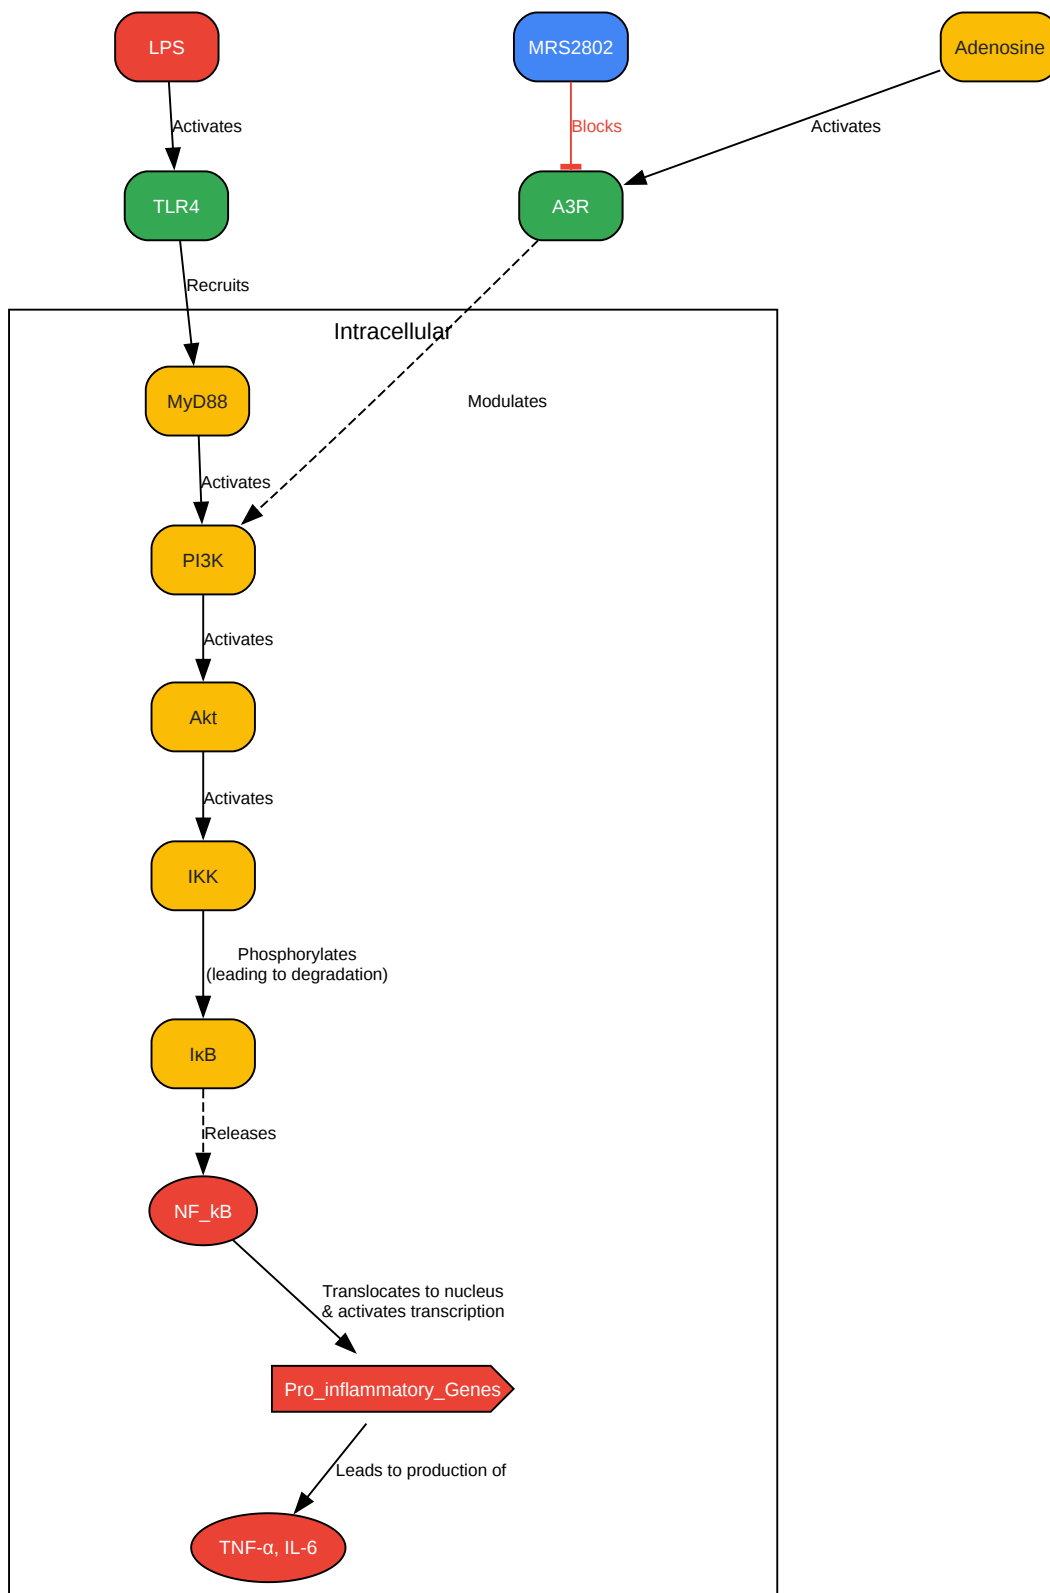 LPS
MRS2802
Adenosine
Activates
Blocks
Activates
TLR4
A3R
Recruits
Intracellular
MyD88
Modulates
Activates
PI3K
Activates
Akt
Activates
IKK
Phosphorylates
(leading to degradation)
IκB
Releases
NF_kB
Translocates to nucleus
& activates transcription
Pro_inflammatory_Genes
Leads to production of
TNF-α, IL-6